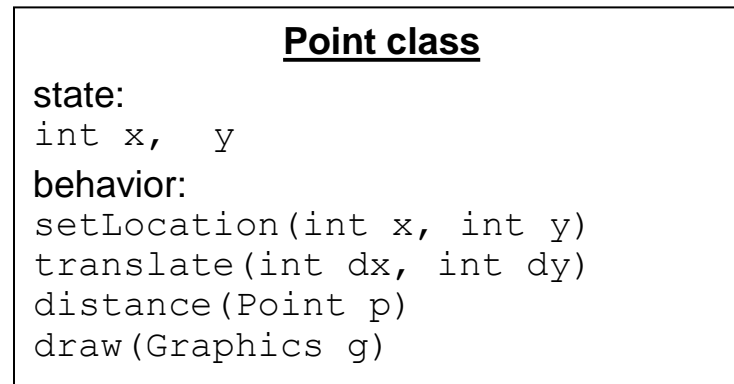 Point class
state:
int x,  y
behavior:
setLocation(int x, int y)
translate(int dx, int dy)
distance(Point p)
draw(Graphics g)